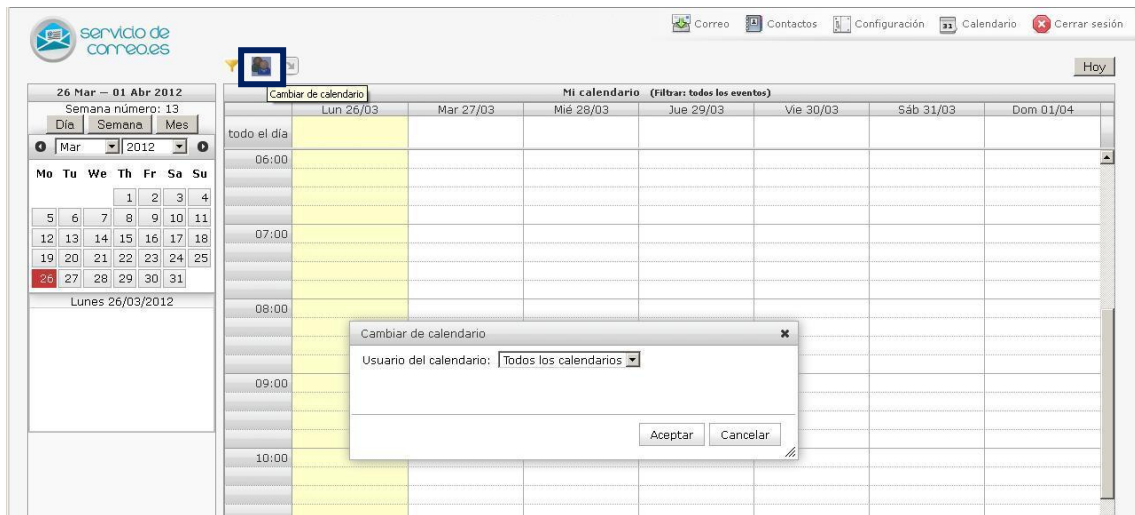 servicio de
correo.es
Correo Contactos Configuración 31 Calendario Cerrar sesión
Hoy
Cambiar de calendario
26 Mar — 01 Abr 2012
Semana número: 13
Día Semana Mes
Mar 2012
Mo Tu We Th Fr Sa Su
1 2 3 4
5 6 7 8 9 10 11
12 13 14 15 16 17 18
19 20 21 22 23 24 25
26 27 28 29 30 31
Lunes 26/03/2012
Mi calendario (Filtrar: todos los eventos)
Lun 26/03 Mar 27/03 Mié 28/03 Jue 29/03 Vie 30/03 Sáb 31/03 Dom 01/04
todo el día
06:00
07:00
08:00
09:00
10:00
Cambiar de calendario
Usuario del calendario: Todos los calendarios
Aceptar Cancelar